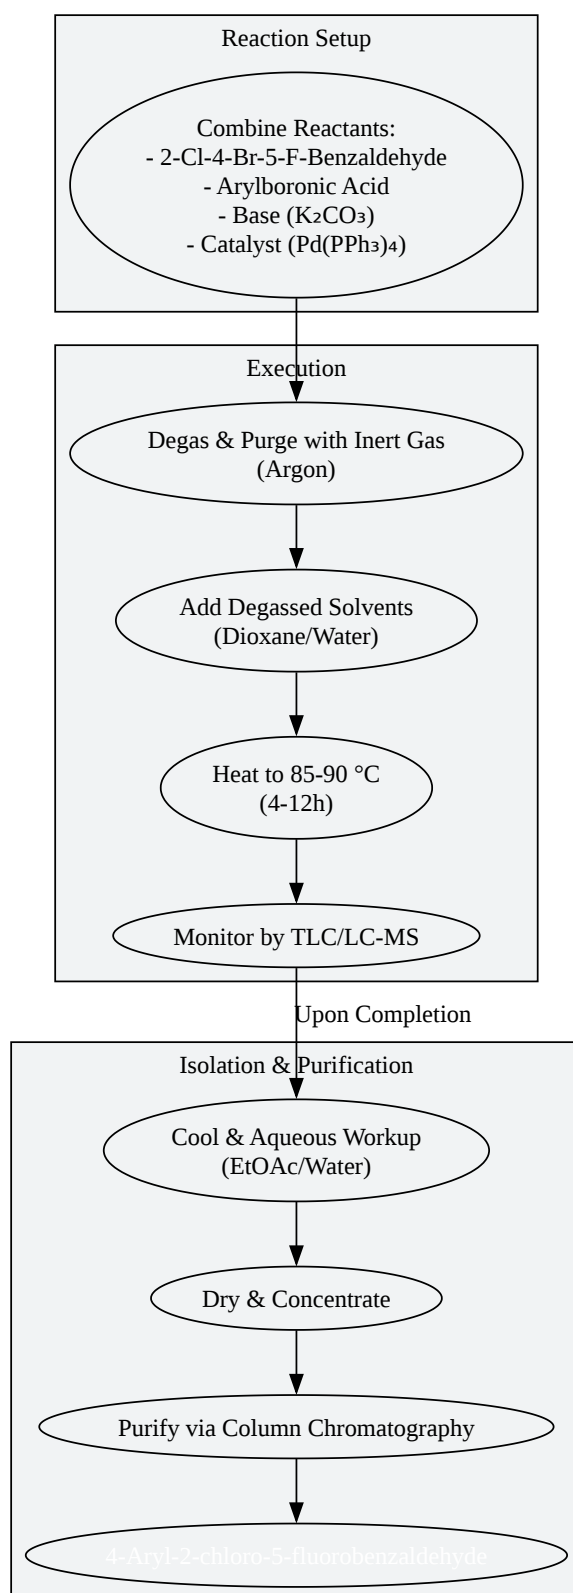 Reaction Setup
Combine Reactants:
- 2-Cl-4-Br-5-F-Benzaldehyde
- Arylboronic Acid
- Base (K₂CO₃)
- Catalyst (Pd(PPh₃)₄)
Execution
Degas & Purge with Inert Gas
(Argon)
Add Degassed Solvents
(Dioxane/Water)
Heat to 85-90 °C
(4-12h)
Monitor by TLC/LC-MS
Upon Completion
Isolation & Purification
Cool & Aqueous Workup
(EtOAc/Water)
Dry & Concentrate
Purify via Column Chromatography
4-Aryl-2-chloro-5-fluorobenzaldehyde